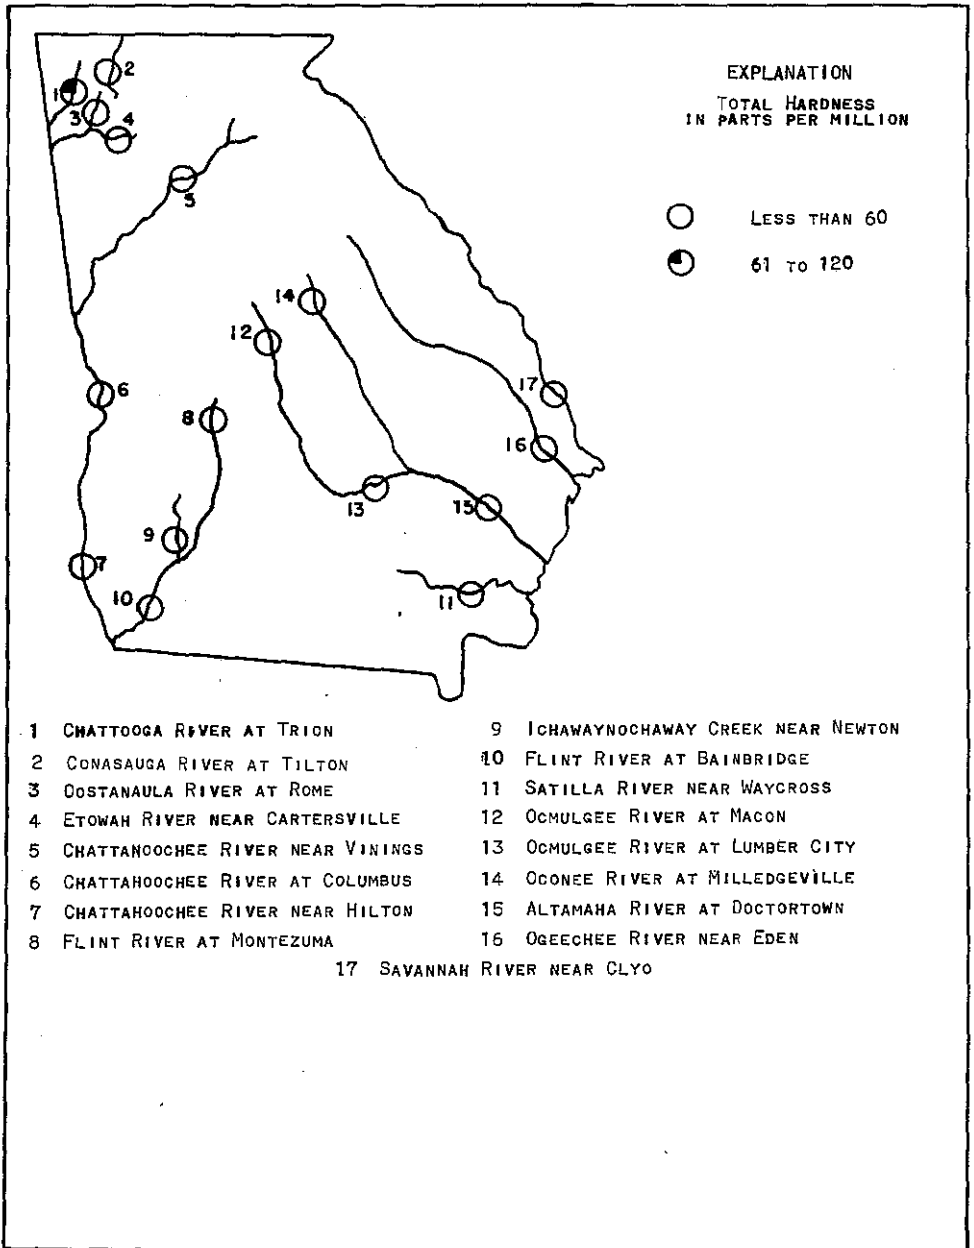 EXPLANATION
TOTAL HARDNESS
IN PARTS PER MILLION
LESS THAN 60
61 TO 120
1
2
3
4
5
6
7
8
9
10
11
12
13
14
15
16
17
1 CHATTOOGA RIVER AT TRION
2 CONASAUGA RIVER AT TILTON
3 OOSTANAULA RIVER AT ROME
4 ETOWAH RIVER NEAR CARTERSVILLE
5 CHATTAHOOCHEE RIVER NEAR VININGS
6 CHATTAHOOCHEE RIVER AT COLUMBUS
7 CHATTAHOOCHEE RIVER NEAR HILTON
8 FLINT RIVER AT MONTEZUMA
9 ICHAWAYNOCHAWAY CREEK NEAR NEWTON
10 FLINT RIVER AT BAINBRIDGE
11 SATILLA RIVER NEAR WAYCROSS
12 OCMULGEE RIVER AT MACON
13 OCMULGEE RIVER AT LUMBER CITY
14 OCONEE RIVER AT MILLEDGEVILLE
15 ALTAMAHA RIVER AT DOCTORTOWN
16 OGEECHEE RIVER NEAR EDEN
17 SAVANNAH RIVER NEAR CLYO